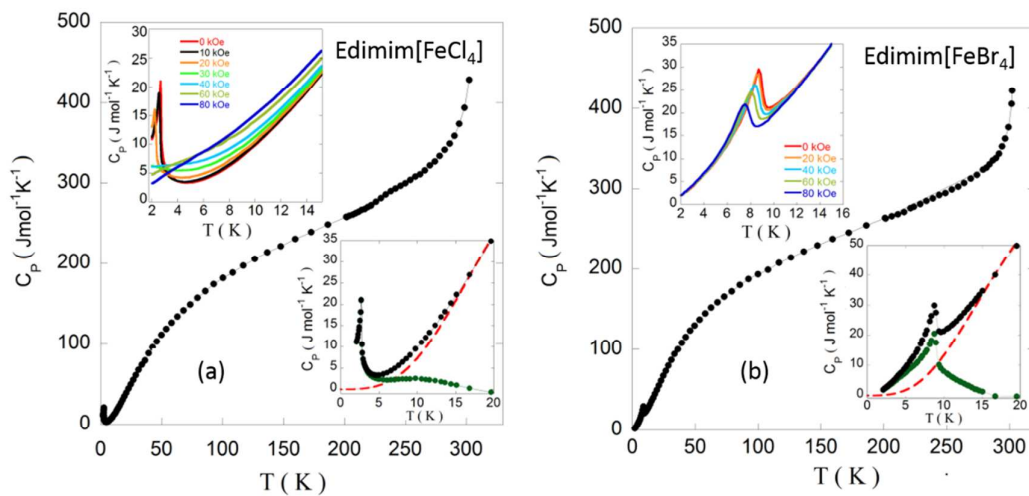 Edimim[FeCl₄]
(a)
C_P ( Jmol⁻¹K⁻¹)
500
400
300
200
100
0
0 50 100 150 200 250 300
T ( K )
C_P ( J mol⁻¹ K⁻¹)
30
25
20
15
10
5
0
2 4 6 8 10 12 14
T ( K )
0 kOe
10 kOe
20 kOe
30 kOe
40 kOe
60 kOe
80 kOe
C_P ( J mol⁻¹ K⁻¹)
35
30
25
20
15
10
5
0
0 5 10 15 20
T ( K )
Edimim[FeBr₄]
(b)
C_P ( Jmol⁻¹K⁻¹)
500
400
300
200
100
0
0 50 100 150 200 250 300
T ( K )
C_P ( J mol⁻¹ K⁻¹)
35
30
25
20
15
10
5
0
2 4 6 8 10 12 14 16
T ( K )
0 kOe
20 kOe
40 kOe
60 kOe
80 kOe
C_P ( J mol⁻¹ K⁻¹)
50
40
30
20
10
0
0 5 10 15 20
T ( K )